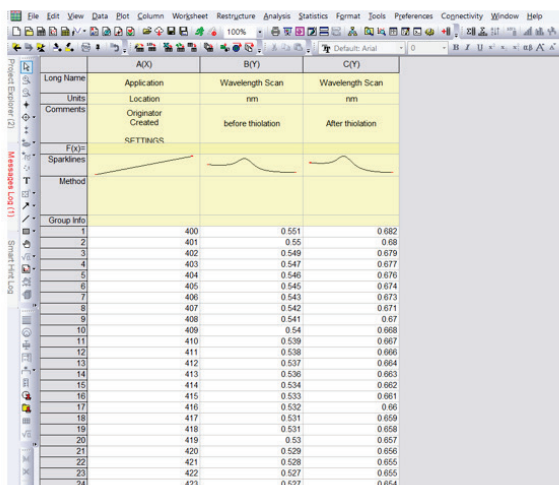 File Edit View Data Plot Column Worksheet Restructure Analysis Statistics Format Tools Preferences Connectivity Window Help
100%
Default: Arial 0 B I U
Project Explorer (2)
Messages Log (1)
Smart Hint Log
A(X) B(Y) C(Y)
Long Name Application Wavelength Scan Wavelength Scan
Units Location nm nm
Comments Originator
Created before thiolation After thiolation
SETTINGS
F(x)=
Sparklines
Method
Group Info
1 400 0.551 0.682
2 401 0.55 0.68
3 402 0.549 0.679
4 403 0.547 0.677
5 404 0.546 0.676
6 405 0.545 0.674
7 406 0.543 0.673
8 407 0.542 0.671
9 408 0.541 0.67
10 409 0.54 0.668
11 410 0.539 0.667
12 411 0.538 0.666
13 412 0.537 0.664
14 413 0.536 0.663
15 414 0.534 0.662
16 415 0.533 0.661
17 416 0.532 0.66
18 417 0.531 0.659
19 418 0.531 0.658
20 419 0.53 0.657
21 420 0.529 0.656
22 421 0.528 0.655
23 422 0.527 0.655
24 423 0.527 0.654